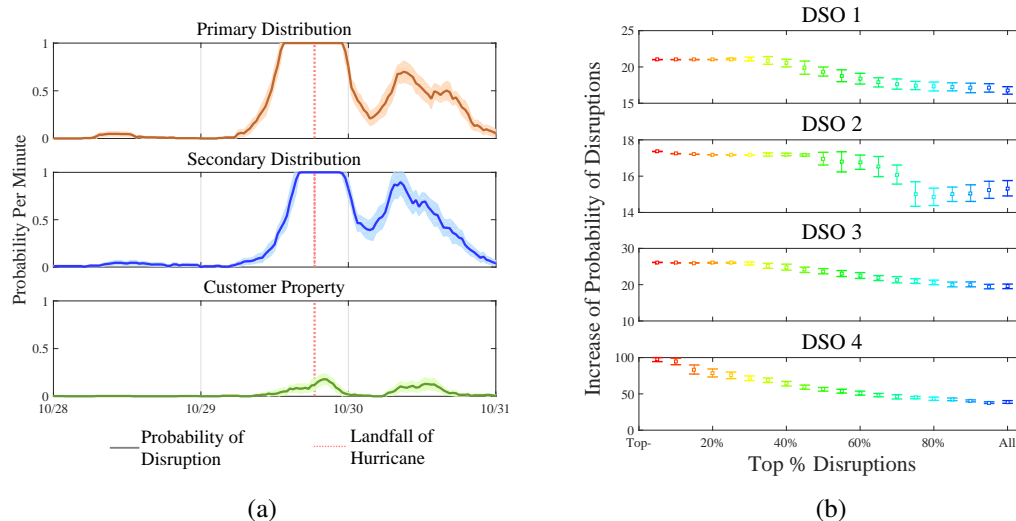 Primary Distribution
1
0.5
0
Secondary Distribution
1
0.5
0
Customer Property
1
0.5
0
10/28
10/29
10/30
10/31
Probability Per Minute
Probability of
Disruption
Landfall of
Hurricane
(a)
DSO 1
25
20
15
DSO 2
18
16
14
DSO 3
30
20
10
DSO 4
100
50
0
Top-
20%
40%
60%
80%
All
Increase of Probability of Disruptions
Top % Disruptions
(b)